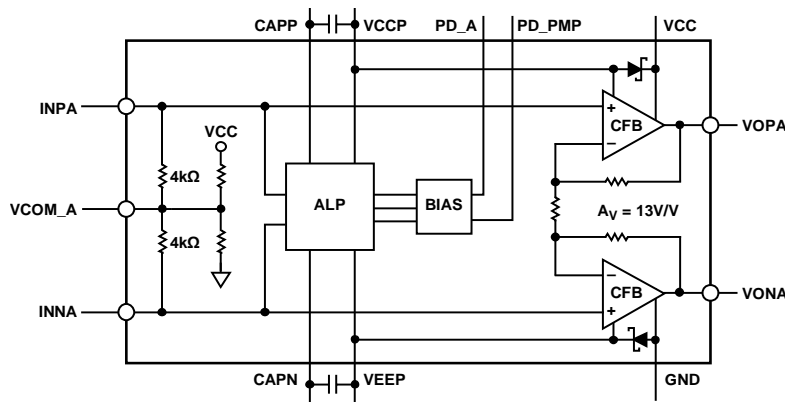 CAPP VCCP PD_A PD_PMP VCC
INPA
VCC
+
CFB
−
VOPA
4kΩ
VCOM_A
ALP
BIAS
A_V = 13V/V
4kΩ
−
CFB
+
VONA
INNA
CAPN VEEP GND